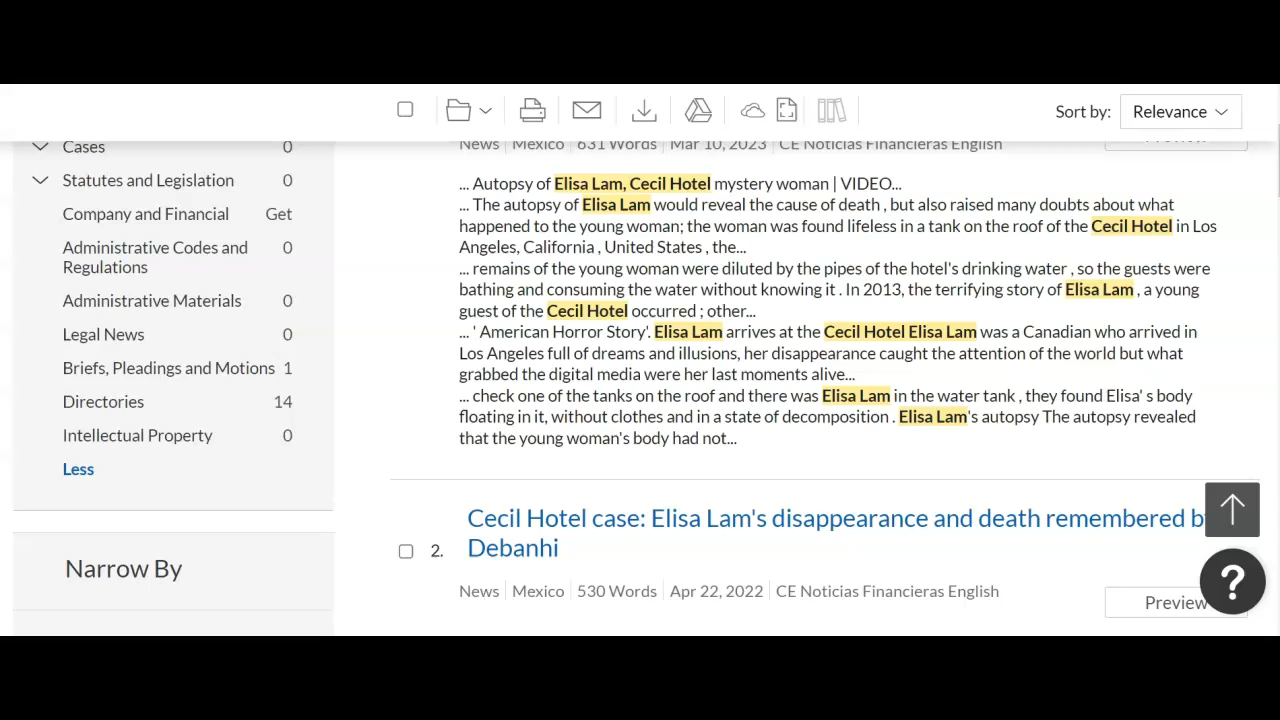 Sort by: Relevance
Cases 0
Statutes and Legislation 0
Company and Financial Get
Administrative Codes and
Regulations 0
Administrative Materials 0
Legal News 0
Briefs, Pleadings and Motions 1
Directories 14
Intellectual Property 0
Less
Narrow By
News Mexico 631 Words Mar 10, 2023 CE Noticias Financieras English
... Autopsy of Elisa Lam, Cecil Hotel mystery woman | VIDEO...
... The autopsy of Elisa Lam would reveal the cause of death , but also raised many doubts about what
happened to the young woman; the woman was found lifeless in a tank on the roof of the Cecil Hotel in Los
Angeles, California , United States , the...
... remains of the young woman were diluted by the pipes of the hotel's drinking water , so the guests were
bathing and consuming the water without knowing it . In 2013, the terrifying story of Elisa Lam , a young
guest of the Cecil Hotel occurred ; other...
... ' American Horror Story'. Elisa Lam arrives at the Cecil Hotel Elisa Lam was a Canadian who arrived in
Los Angeles full of dreams and illusions, her disappearance caught the attention of the world but what
grabbed the digital media were her last moments alive...
... check one of the tanks on the roof and there was Elisa Lam in the water tank , they found Elisa' s body
floating in it, without clothes and in a state of decomposition . Elisa Lam's autopsy The autopsy revealed
that the young woman's body had not...
2. Cecil Hotel case: Elisa Lam's disappearance and death remembered by
Debanhi
News Mexico 530 Words Apr 22, 2022 CE Noticias Financieras English
Preview
?